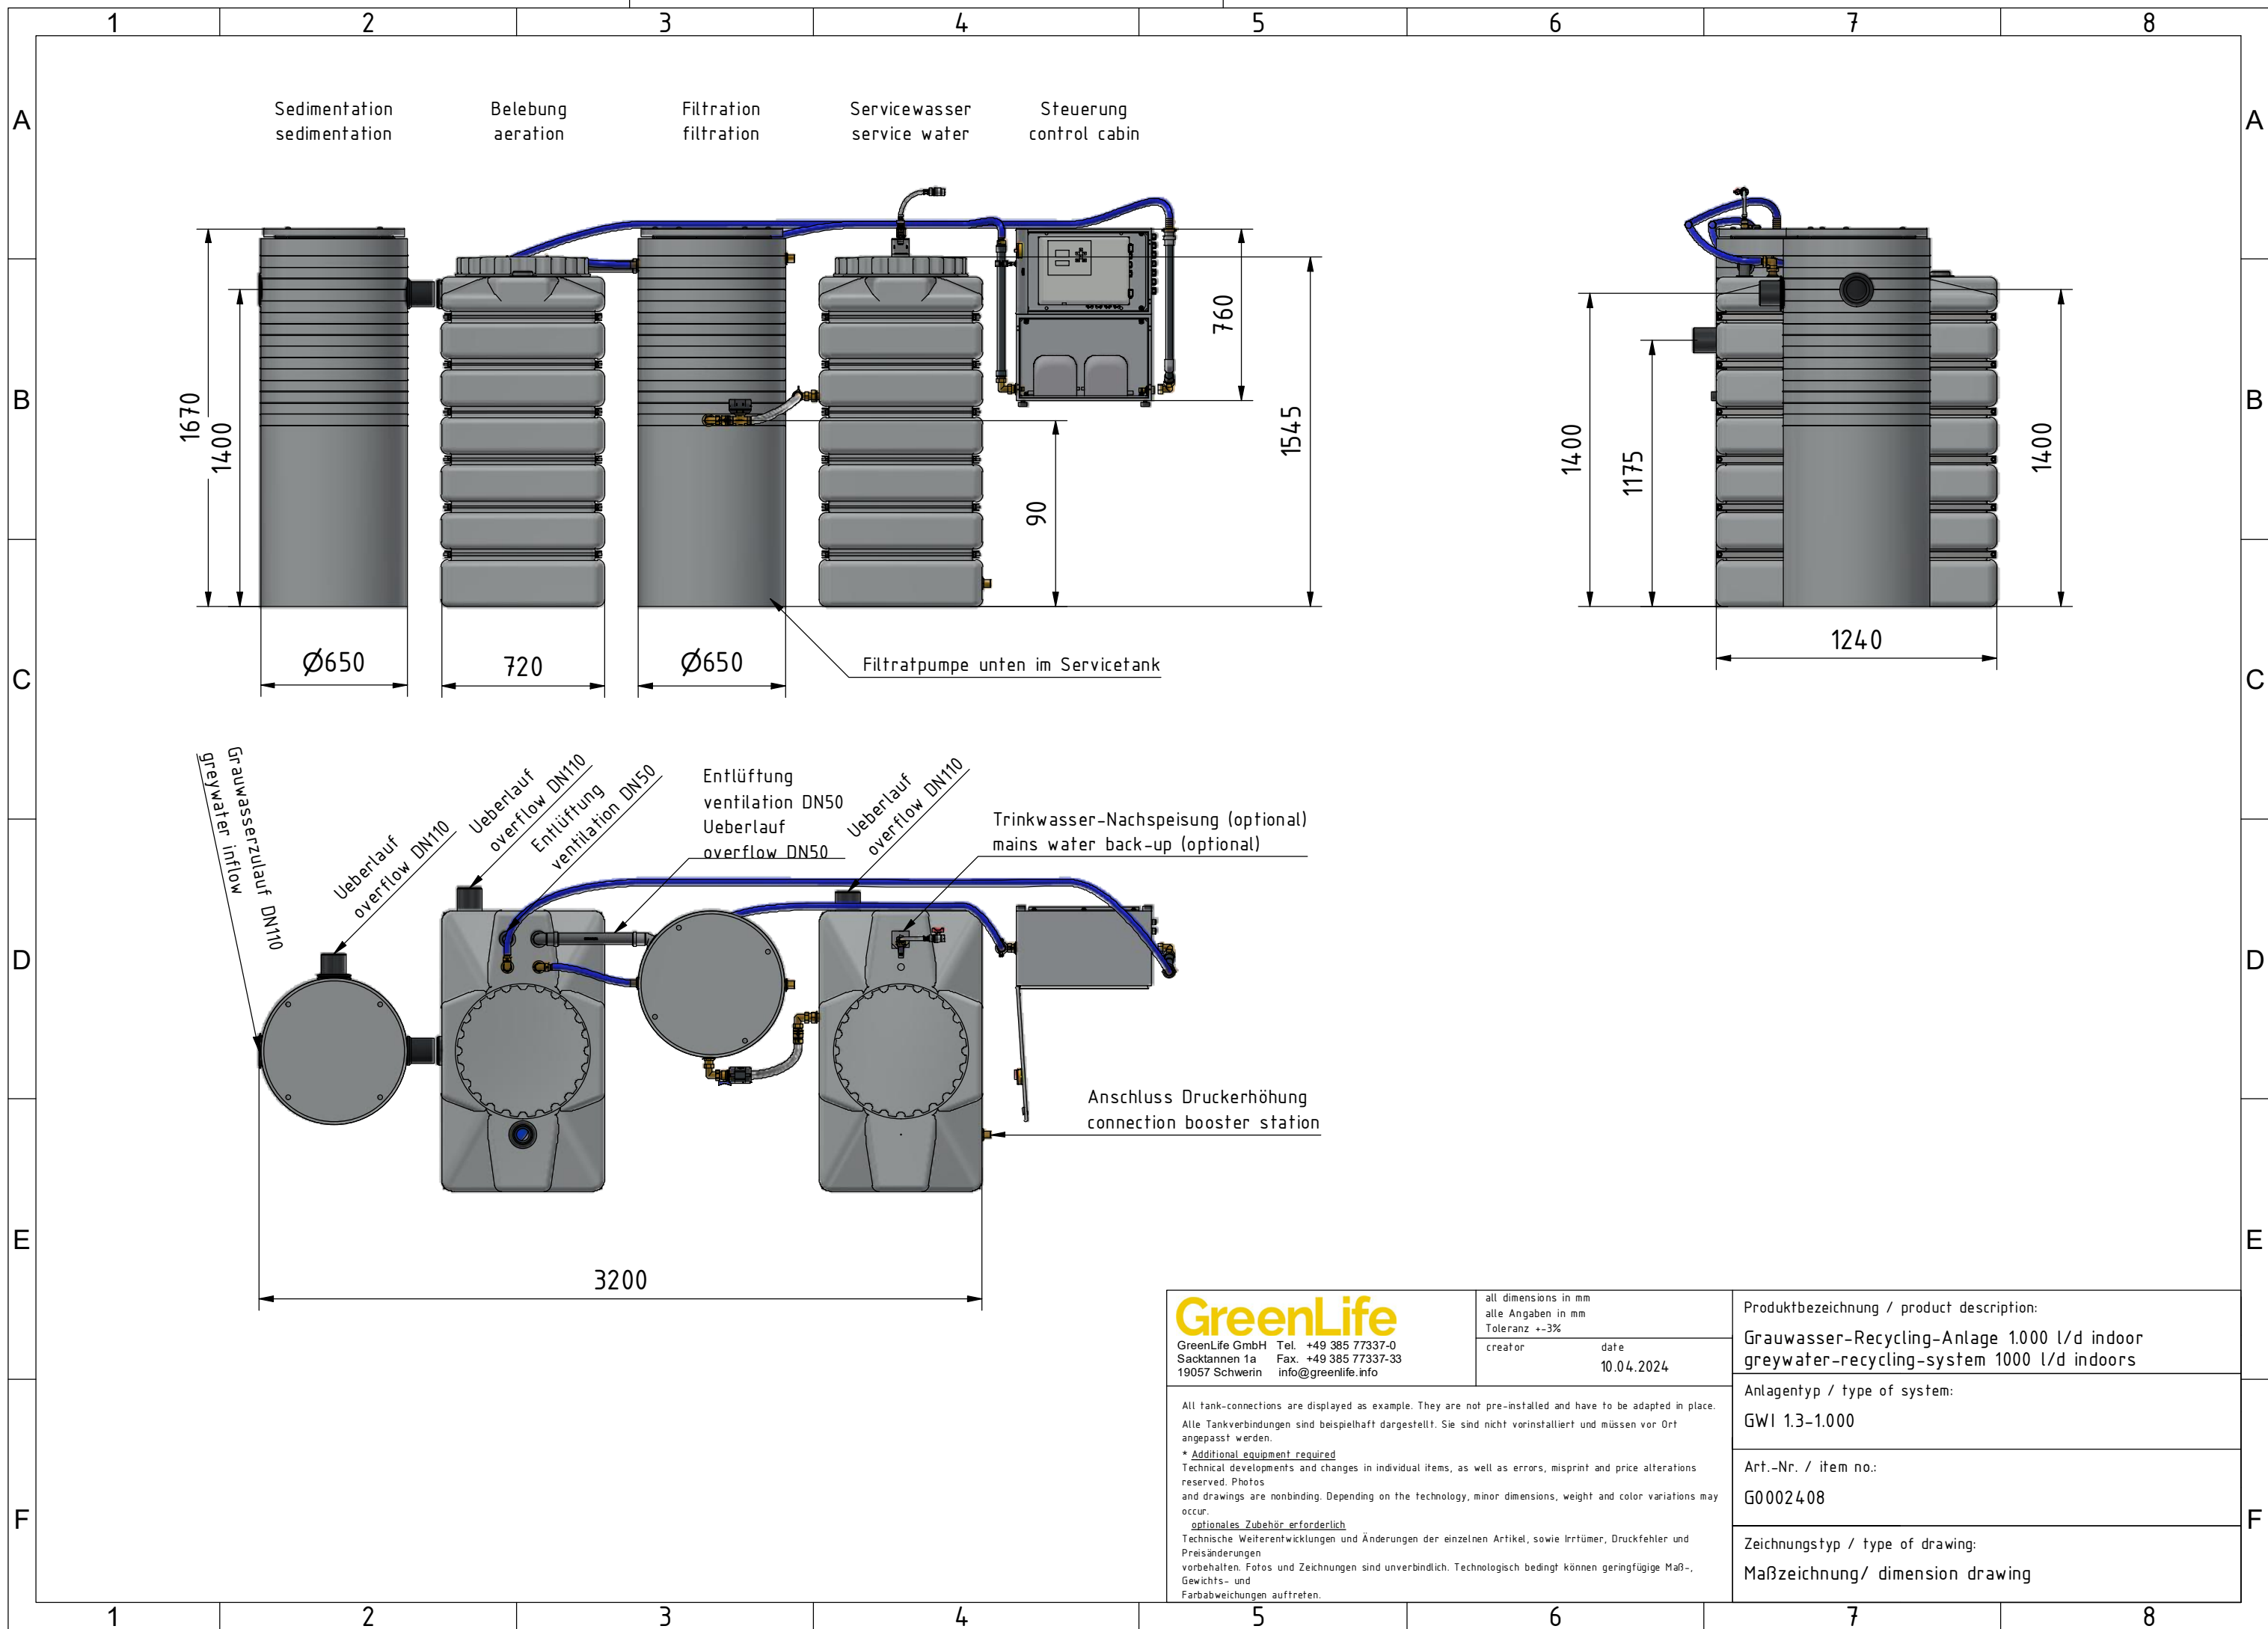 1 2 3 4 5 6 7 8
A A
Sedimentation
sedimentation
Belebung
aeration
Filtration
filtration
Servicewasser
service water
Steuerung
control cabin
B B
1670
1400
760
1545
90
1400
1175
1400
Ø650
720
Ø650
1240
Filtratpumpe unten im Servicetank
C C
Grauwasserzulauf DN110
greywater inflow
Ueberlauf
overflow DN110
Ueberlauf
overflow DN110
Entlüftung
ventilation DN50
Entlüftung
ventilation DN50
Ueberlauf
overflow DN50
Ueberlauf
overflow DN110
Trinkwasser-Nachspeisung (optional)
mains water back-up (optional)
D D
Anschluss Druckerhöhung
connection booster station
E E
3200
GreenLife
GreenLife GmbH Tel. +49 385 77337-0
Sacktannen 1a Fax. +49 385 77337-33
19057 Schwerin info@greenlife.info
all dimensions in mm
alle Angaben in mm
Toleranz +-3%
creator date
10.04.2024
Produktbezeichnung / product description:
Grauwasser-Recycling-Anlage 1.000 l/d indoor
greywater-recycling-system 1000 l/d indoors
Anlagentyp / type of system:
GWI 1.3-1.000
Art.-Nr. / item no.:
G0002408
Zeichnungstyp / type of drawing:
Maßzeichnung/ dimension drawing
All tank-connections are displayed as example. They are not pre-installed and have to be adapted in place.
Alle Tankverbindungen sind beispielhaft dargestellt. Sie sind nicht vorinstalliert und müssen vor Ort
angepasst werden.
* Additional equipment required
Technical developments and changes in individual items, as well as errors, misprint and price alterations
reserved. Photos
and drawings are nonbinding. Depending on the technology, minor dimensions, weight and color variations may
occur.
optionales Zubehör erforderlich
Technische Weiterentwicklungen und Änderungen der einzelnen Artikel, sowie Irrtümer, Druckfehler und
Preisänderungen
vorbehalten. Fotos und Zeichnungen sind unverbindlich. Technologisch bedingt können geringfügige Maß-,
Gewichts- und
Farbabweichungen auftreten.
F F
1 2 3 4 5 6 7 8